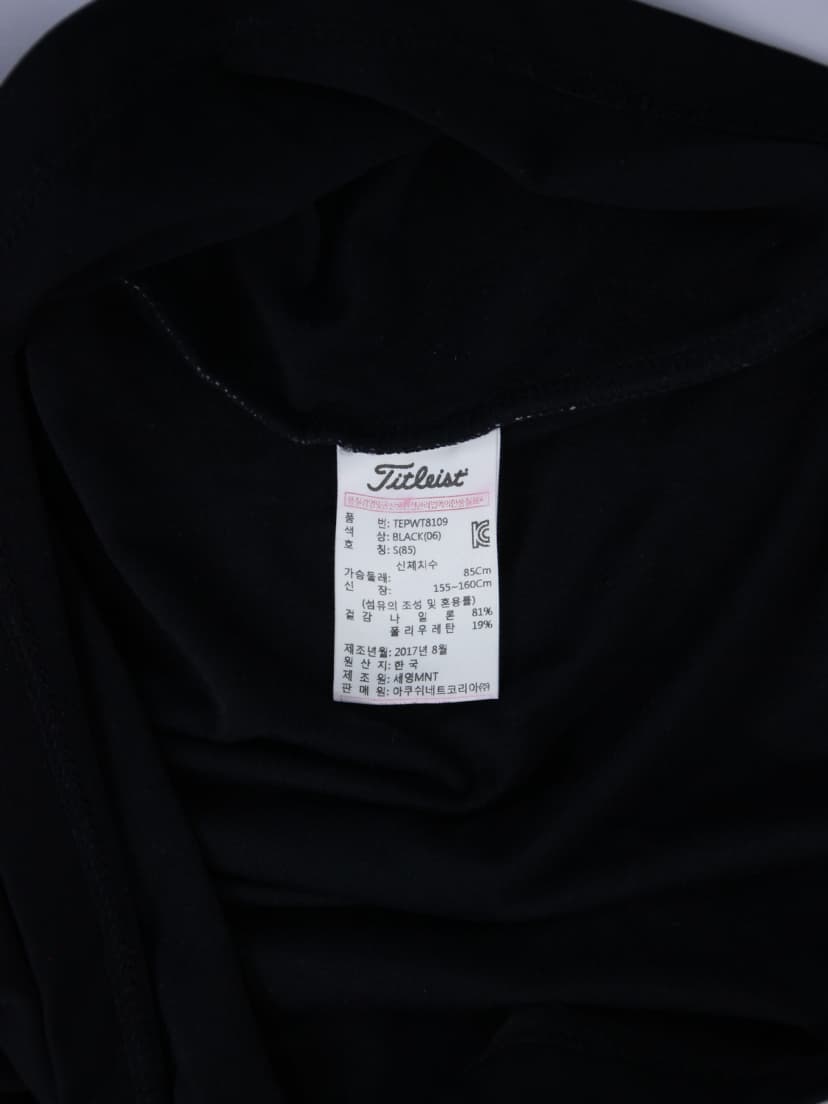 Titleist
품 번: TEPWT8109
색 상: BLACK(06)
호 칭: S(85)
신체치수
가슴둘레: 85Cm
신 장: 155~160Cm
(섬유의 조성 및 혼용률)
겉감 나일론 81%
폴리우레탄 19%
제조년월: 2017년 8월
원 산 지: 한 국
제 조 원: 세영MNT
판 매 원: 아쿠쉬네트코리아㈜